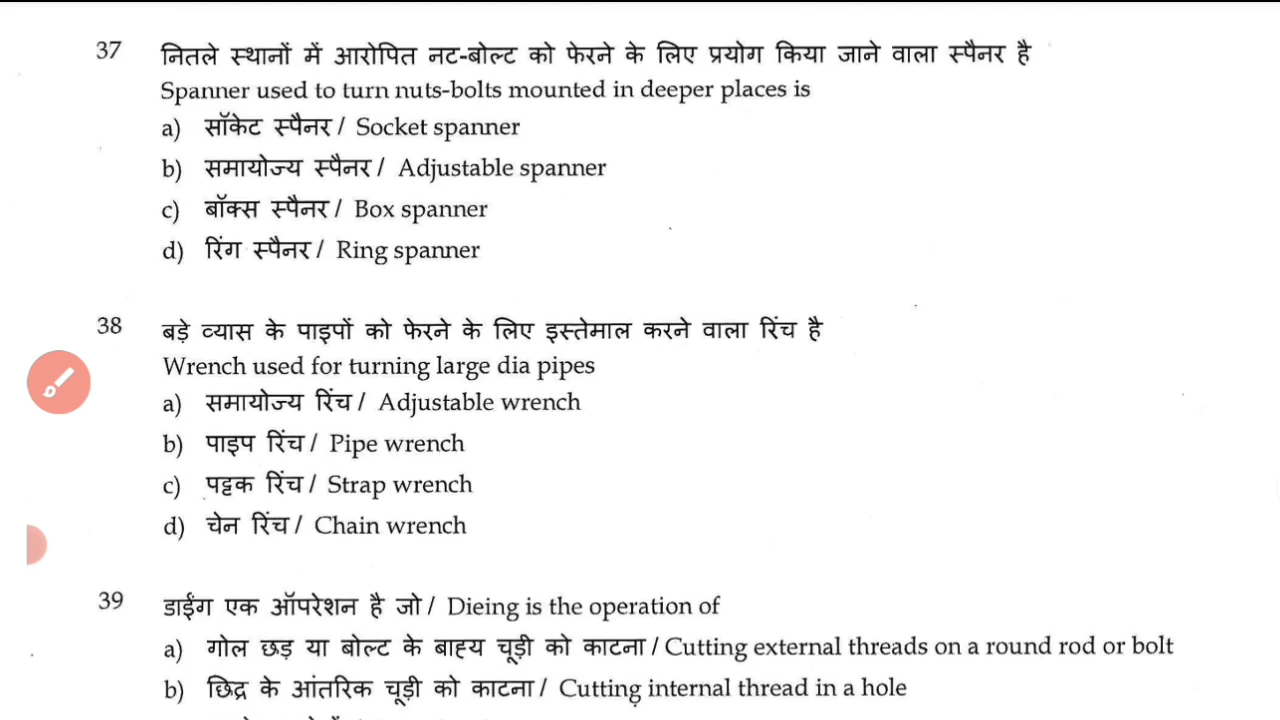 37 नितले स्थानों में आरोपित नट-बोल्ट को फेरने के लिए प्रयोग किया जाने वाला स्पैनर है
Spanner used to turn nuts-bolts mounted in deeper places is
a) सॉकेट स्पैनर / Socket spanner
b) समायोज्य स्पैनर / Adjustable spanner
c) बॉक्स स्पैनर / Box spanner
d) रिंग स्पैनर / Ring spanner
38 बड़े व्यास के पाइपों को फेरने के लिए इस्तेमाल करने वाला रिंच है
Wrench used for turning large dia pipes
a) समायोज्य रिंच / Adjustable wrench
b) पाइप रिंच / Pipe wrench
c) पट्टक रिंच / Strap wrench
d) चेन रिंच / Chain wrench
39 डाईंग एक ऑपरेशन है जो / Dieing is the operation of
a) गोल छड़ या बोल्ट के बाह्य चूड़ी को काटना / Cutting external threads on a round rod or bolt
b) छिद्र के आंतरिक चूड़ी को काटना / Cutting internal thread in a hole